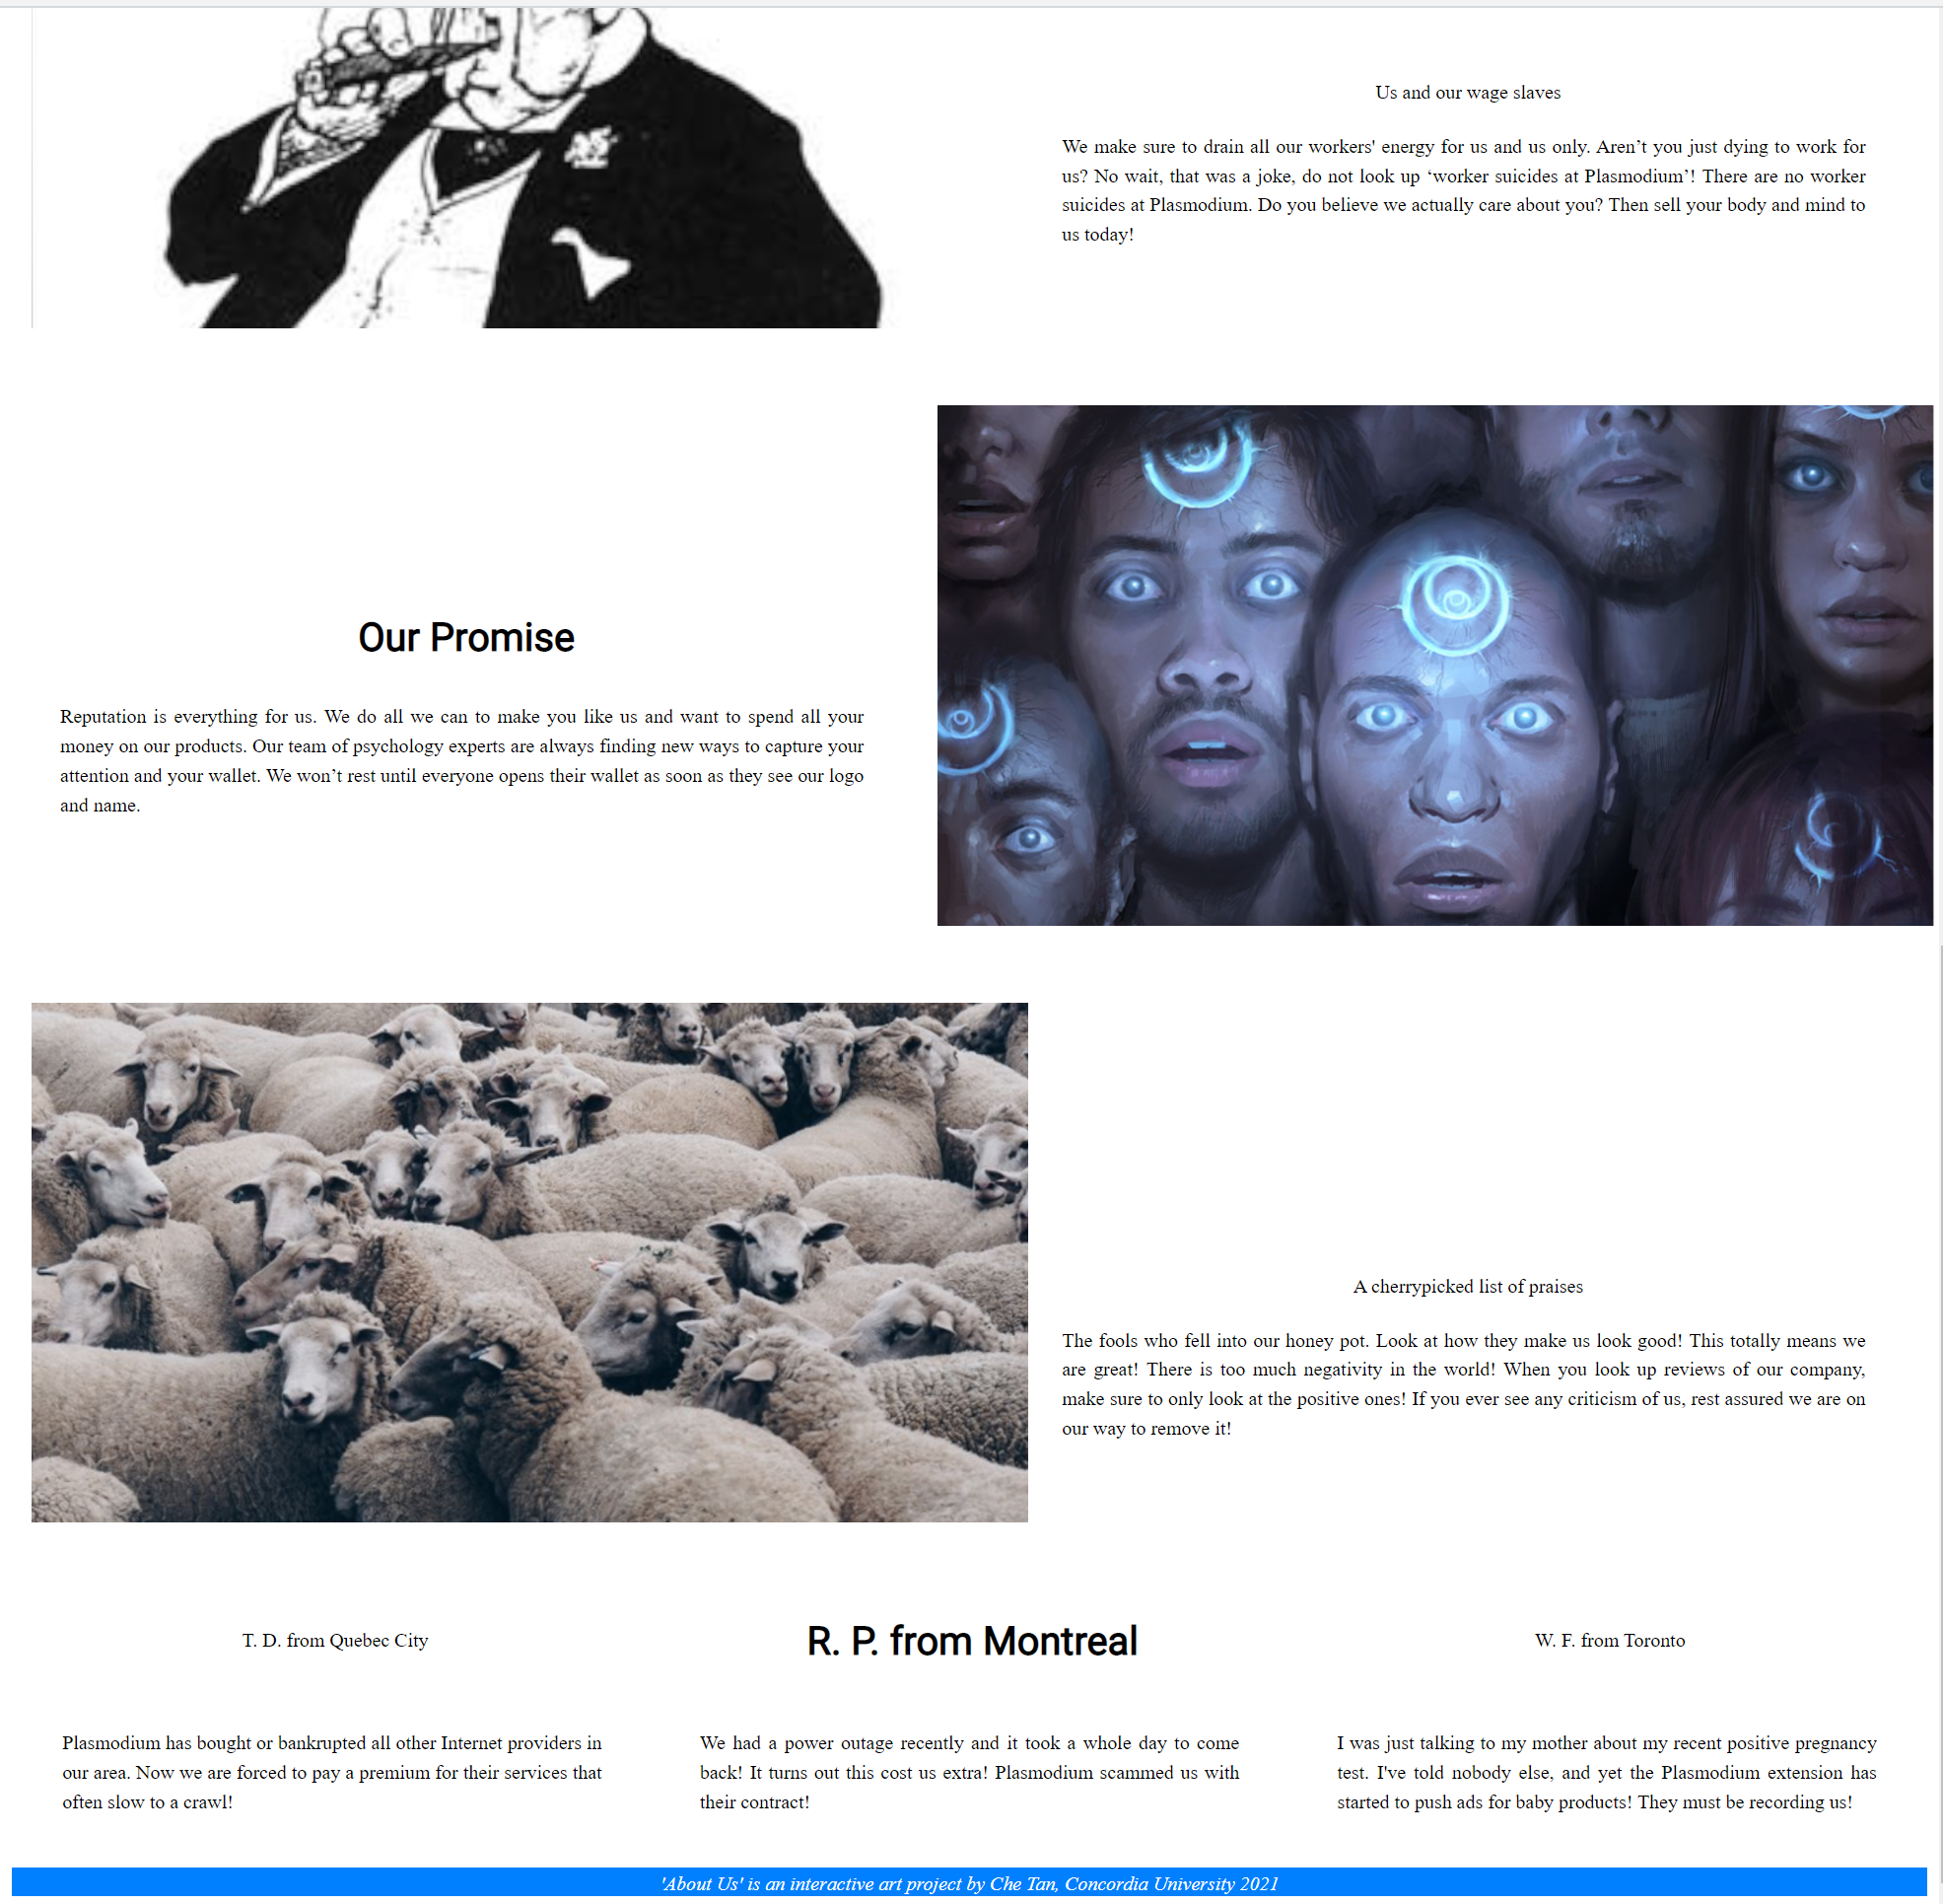 Us and our wage slaves
We make sure to drain all our workers' energy for us and us only. Aren’t you just dying to work for
us? No wait, that was a joke, do not look up ‘worker suicides at Plasmodium’! There are no worker
suicides at Plasmodium. Do you believe we actually care about you? Then sell your body and mind to
us today!
Our Promise
Reputation is everything for us. We do all we can to make you like us and want to spend all your
money on our products. Our team of psychology experts are always finding new ways to capture your
attention and your wallet. We won’t rest until everyone opens their wallet as soon as they see our logo
and name.
A cherrypicked list of praises
The fools who fell into our honey pot. Look at how they make us look good! This totally means we
are great! There is too much negativity in the world! When you look up reviews of our company,
make sure to only look at the positive ones! If you ever see any criticism of us, rest assured we are on
our way to remove it!
T. D. from Quebec City
Plasmodium has bought or bankrupted all other Internet providers in
our area. Now we are forced to pay a premium for their services that
often slow to a crawl!
R. P. from Montreal
We had a power outage recently and it took a whole day to come
back! It turns out this cost us extra! Plasmodium scammed us with
their contract!
W. F. from Toronto
I was just talking to my mother about my recent positive pregnancy
test. I've told nobody else, and yet the Plasmodium extension has
started to push ads for baby products! They must be recording us!
'About Us' is an interactive art project by Che Tan, Concordia University 2021